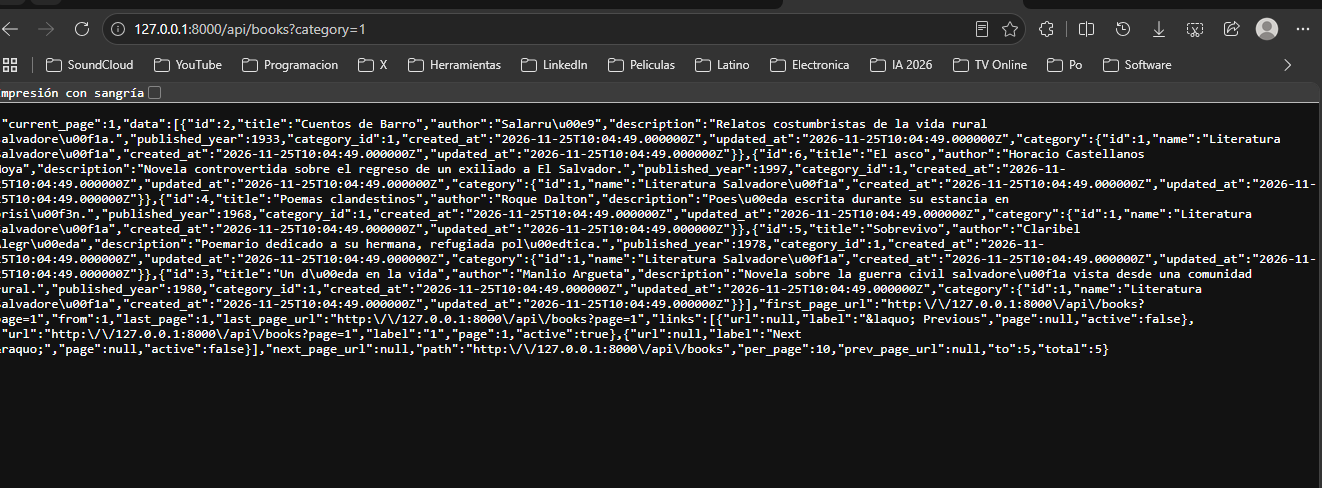 127.0.0.1:8000/api/books?category=1
SoundCloud YouTube Programacion X Herramientas LinkedIn Peliculas Latino Electronica IA 2026 TV Online Po Software
mpresión con sangría
"current_page":1,"data":[{"id":2,"title":"Cuentos de Barro","author":"Salarru\u00e9","description":"Relatos costumbristas de la vida rural
salvadore\u00f1a.","published_year":1933,"category_id":1,"created_at":"2026-11-25T10:04:49.000000Z","updated_at":"2026-11-25T10:04:49.000000Z","category":{"id":1,"name":"Literatura
Salvadore\u00f1a","created_at":"2026-11-25T10:04:49.000000Z","updated_at":"2026-11-25T10:04:49.000000Z"}},{"id":6,"title":"El asco","author":"Horacio Castellanos
Moya","description":"Novela controvertida sobre el regreso de un exiliado a El Salvador.","published_year":1997,"category_id":1,"created_at":"2026-11-
25T10:04:49.000000Z","updated_at":"2026-11-25T10:04:49.000000Z","category":{"id":1,"name":"Literatura Salvadore\u00f1a","created_at":"2026-11-25T10:04:49.000000Z","updated_at":"2026-11-
25T10:04:49.000000Z"}},{"id":4,"title":"Poemas clandestinos","author":"Roque Dalton","description":"Poes\u00eda escrita durante su estancia en
prisi\u00f3n.","published_year":1968,"category_id":1,"created_at":"2026-11-25T10:04:49.000000Z","updated_at":"2026-11-25T10:04:49.000000Z","category":{"id":1,"name":"Literatura
Salvadore\u00f1a","created_at":"2026-11-25T10:04:49.000000Z","updated_at":"2026-11-25T10:04:49.000000Z"}},{"id":5,"title":"Sobrevivo","author":"Claribel
Alegr\u00eda","description":"Poemario dedicado a su hermana, refugiada pol\u00edtica.","published_year":1978,"category_id":1,"created_at":"2026-11-
25T10:04:49.000000Z","updated_at":"2026-11-25T10:04:49.000000Z","category":{"id":1,"name":"Literatura Salvadore\u00f1a","created_at":"2026-11-25T10:04:49.000000Z","updated_at":"2026-11-
25T10:04:49.000000Z"}},{"id":3,"title":"Un d\u00eda en la vida","author":"Manlio Argueta","description":"Novela sobre la guerra civil salvadore\u00f1a vista desde una comunidad
rural.","published_year":1980,"category_id":1,"created_at":"2026-11-25T10:04:49.000000Z","updated_at":"2026-11-25T10:04:49.000000Z","category":{"id":1,"name":"Literatura
Salvadore\u00f1a","created_at":"2026-11-25T10:04:49.000000Z","updated_at":"2026-11-25T10:04:49.000000Z"}}],"first_page_url":"http:\/\/127.0.0.1:8000\/api\/books?
page=1","from":1,"last_page":1,"last_page_url":"http:\/\/127.0.0.1:8000\/api\/books?page=1","links":[{"url":null,"label":"&laquo; Previous","page":null,"active":false},
"url":"http:\/\/127.0.0.1:8000\/api\/books?page=1","label":"1","page":1,"active":true},{"url":null,"label":"Next
raquo;","page":null,"active":false}],"next_page_url":null,"path":"http:\/\/127.0.0.1:8000\/api\/books","per_page":10,"prev_page_url":null,"to":5,"total":5}